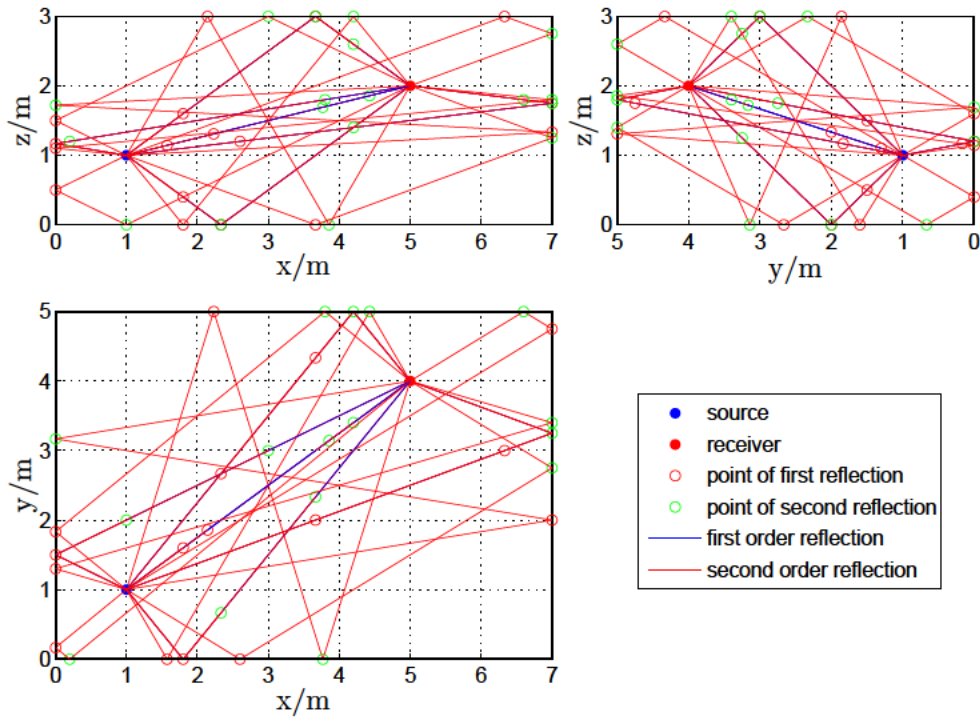 3
2
1
0
z/m
0 1 2 3 4 5 6 7
x/m
3
2
1
0
z/m
5 4 3 2 1 0
y/m
5
4
3
2
1
0
y/m
0 1 2 3 4 5 6 7
x/m
source
receiver
point of first reflection
point of second reflection
first order reflection
second order reflection